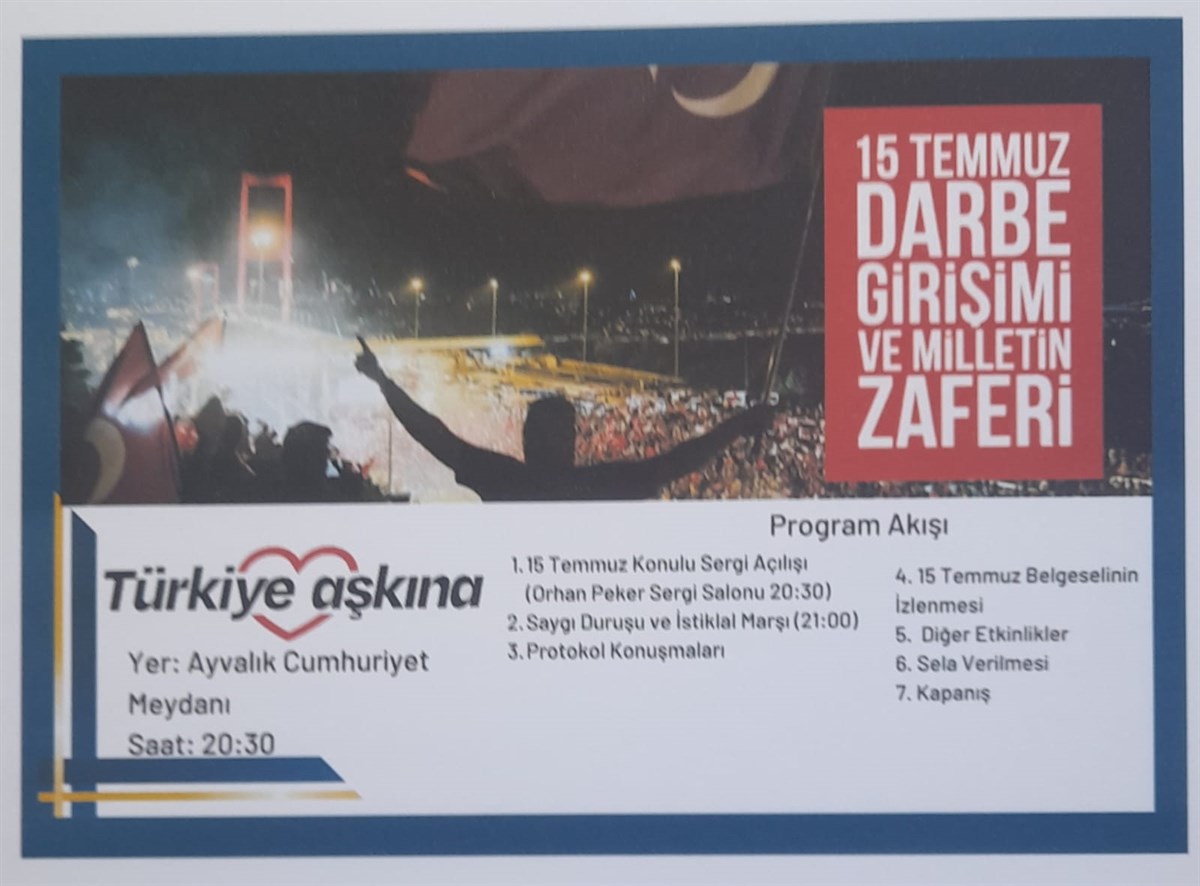 15 TEMMUZ
DARBE
GİRİŞİMİ
VE MİLLETİN
ZAFERİ
Türkiye aşkına
Yer: Ayvalık Cumhuriyet
Meydanı
Saat: 20:30
Program Akışı
1. 15 Temmuz Konulu Sergi Açılışı
(Orhan Peker Sergi Salonu 20:30)
2. Saygı Duruşu ve İstiklal Marşı (21:00)
3. Protokol Konuşmaları
4. 15 Temmuz Belgeselinin
İzlenmesi
5. Diğer Etkinlikler
6. Sela Verilmesi
7. Kapanış